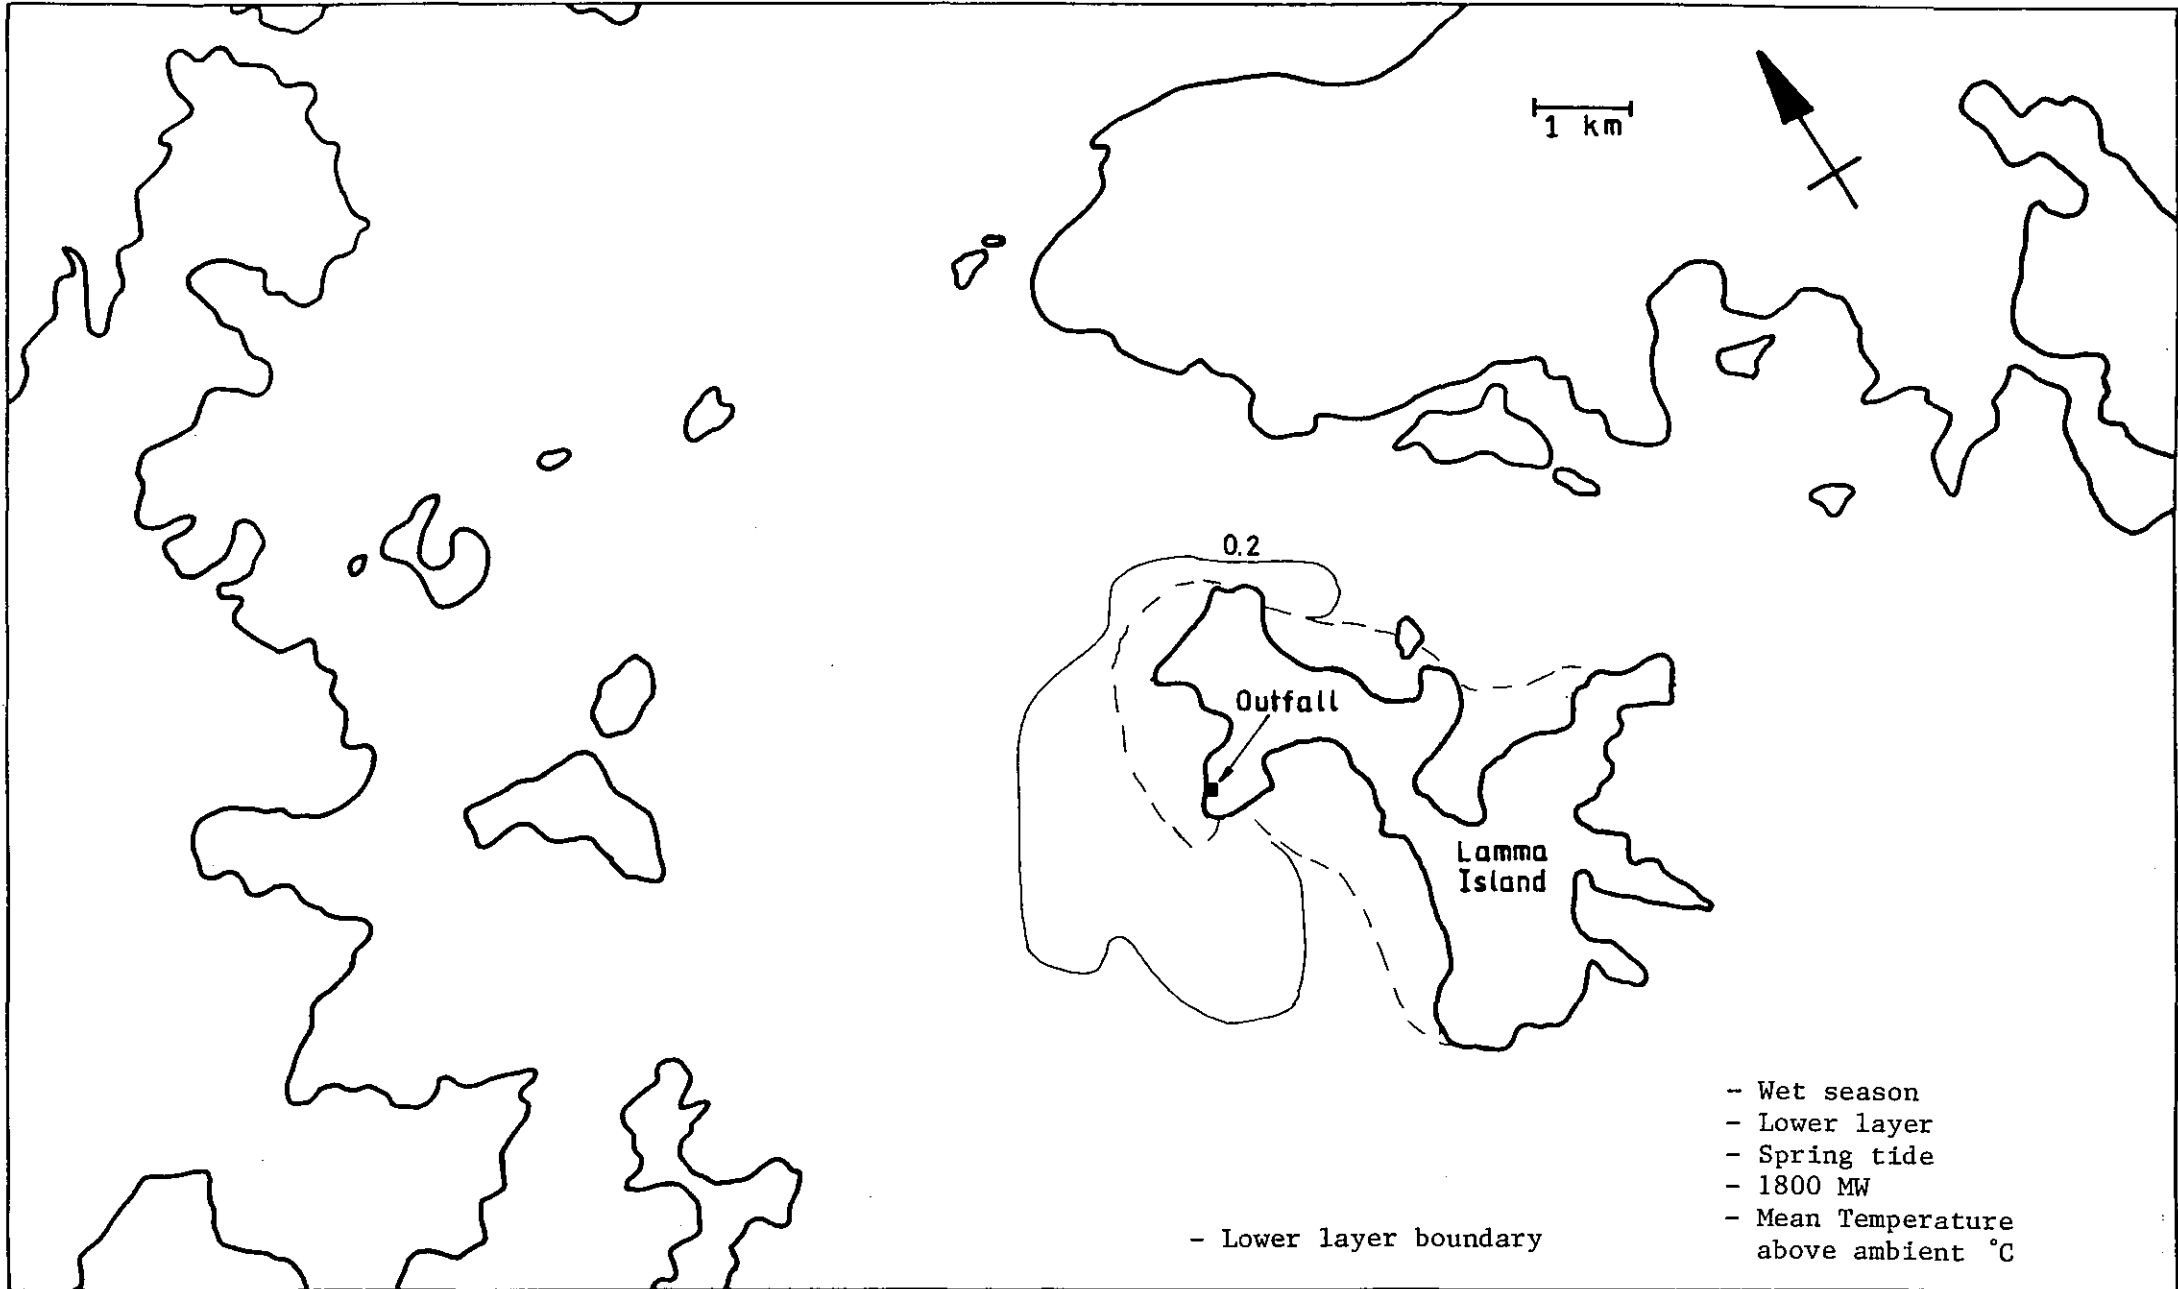 1 km
0.2
Outfall
Lamma
Island
- Wet season
- Lower layer
- Spring tide
- 1800 MW
- Mean Temperature
above ambient °C
- Lower layer boundary